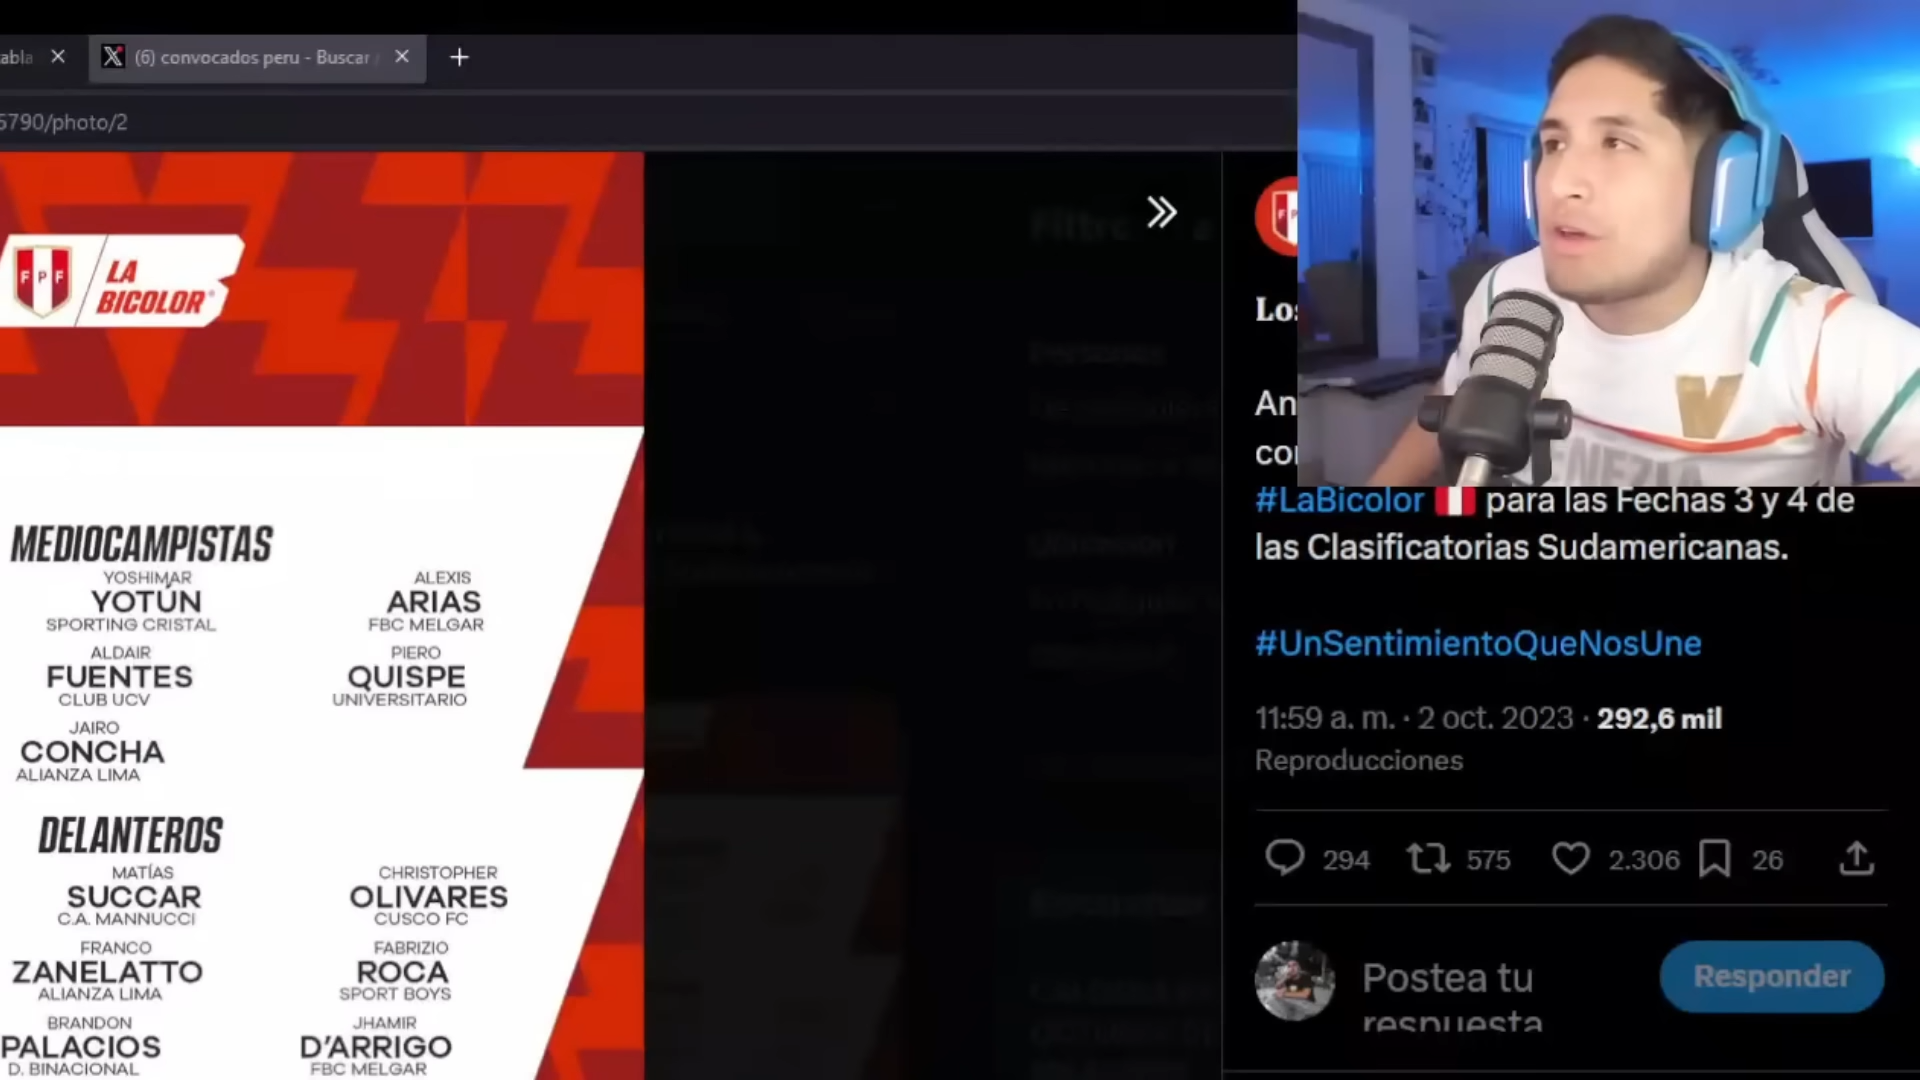 abla
(6) convocados peru - Buscar
5790/photo/2
FPF
LA
BICOLOR
MEDIOCAMPISTAS
YOSHIMAR
YOTÚN
SPORTING CRISTAL
ALEXIS
ARIAS
FBC MELGAR
ALDAIR
FUENTES
CLUB UCV
PIERO
QUISPE
UNIVERSITARIO
JAIRO
CONCHA
ALIANZA LIMA
DELANTEROS
MATÍAS
SUCCAR
C.A. MANNUCCI
CHRISTOPHER
OLIVARES
CUSCO FC
FRANCO
ZANELATTO
ALIANZA LIMA
FABRIZIO
ROCA
SPORT BOYS
BRANDON
PALACIOS
D. BINACIONAL
JHAMIR
D'ARRIGO
FBC MELGAR
Los
An
co
#LaBicolor para las Fechas 3 y 4 de
las Clasificatorias Sudamericanas.
#UnSentimientoQueNosUne
11:59 a. m. · 2 oct. 2023 · 292,6 mil
Reproducciones
294 575 2.306 26
Postea tu
respuesta
Responder
V